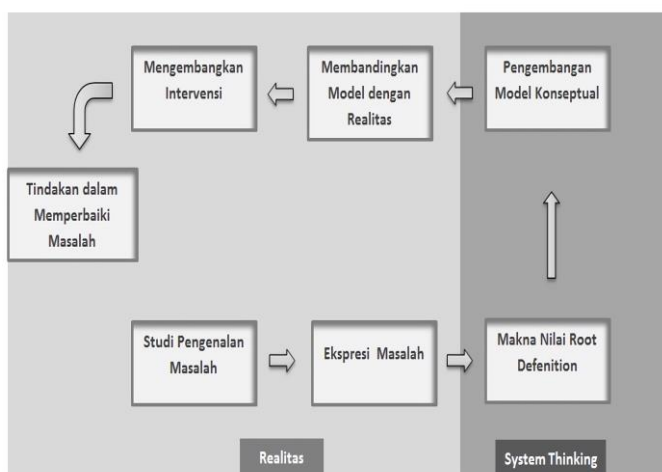 Mengembangkan
Intervensi
Membandingkan
Model dengan
Realitas
Pengembangan
Model Konseptual
Tindakan dalam
Memperbaiki
Masalah
Studi Pengenalan
Masalah
Ekspresi Masalah
Makna Nilai Root
Defenition
Realitas
System Thinking